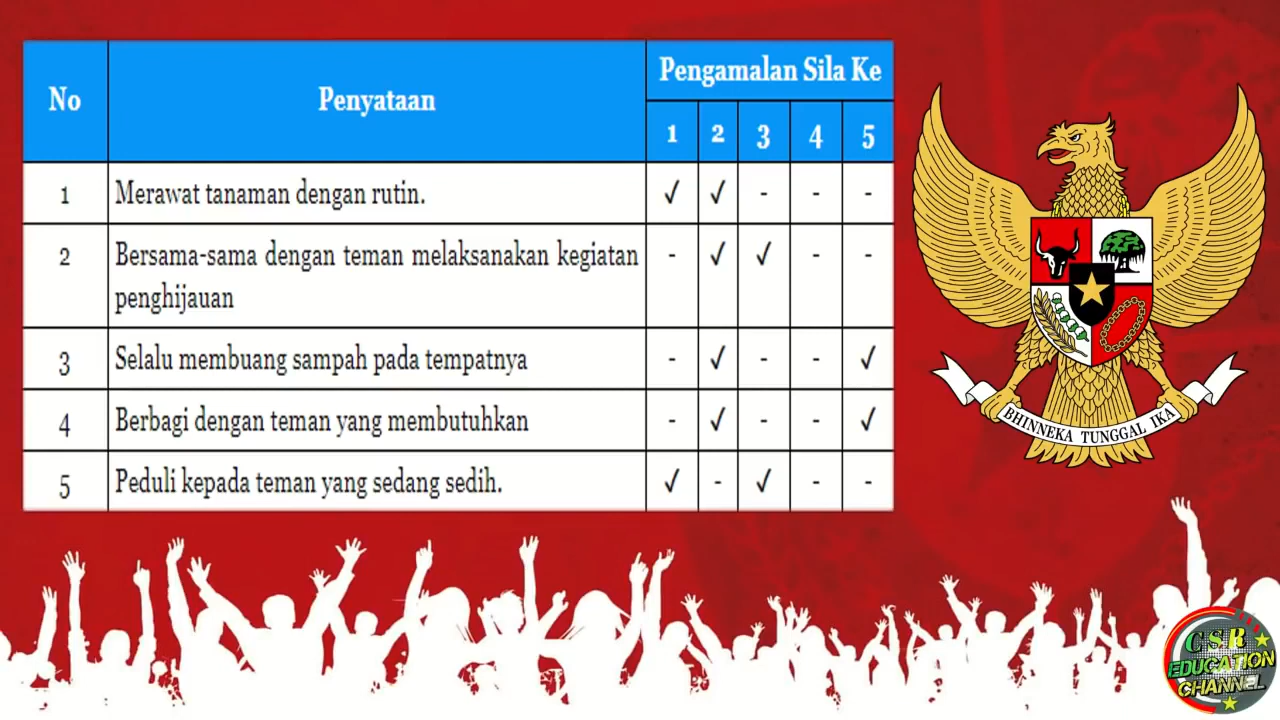 No Penyataan Pengamalan Sila Ke
1 2 3 4 5
1 Merawat tanaman dengan rutin. ✓ ✓ - - -
2 Bersama-sama dengan teman melaksanakan kegiatan - ✓ ✓ - -
penghijauan
3 Selalu membuang sampah pada tempatnya - ✓ - - ✓
4 Berbagi dengan teman yang membutuhkan - ✓ - - ✓
5 Peduli kepada teman yang sedang sedih. ✓ - ✓ - -
BHINNEKA TUNGGAL IKA
CSR
EDUCATION
CHANNEL